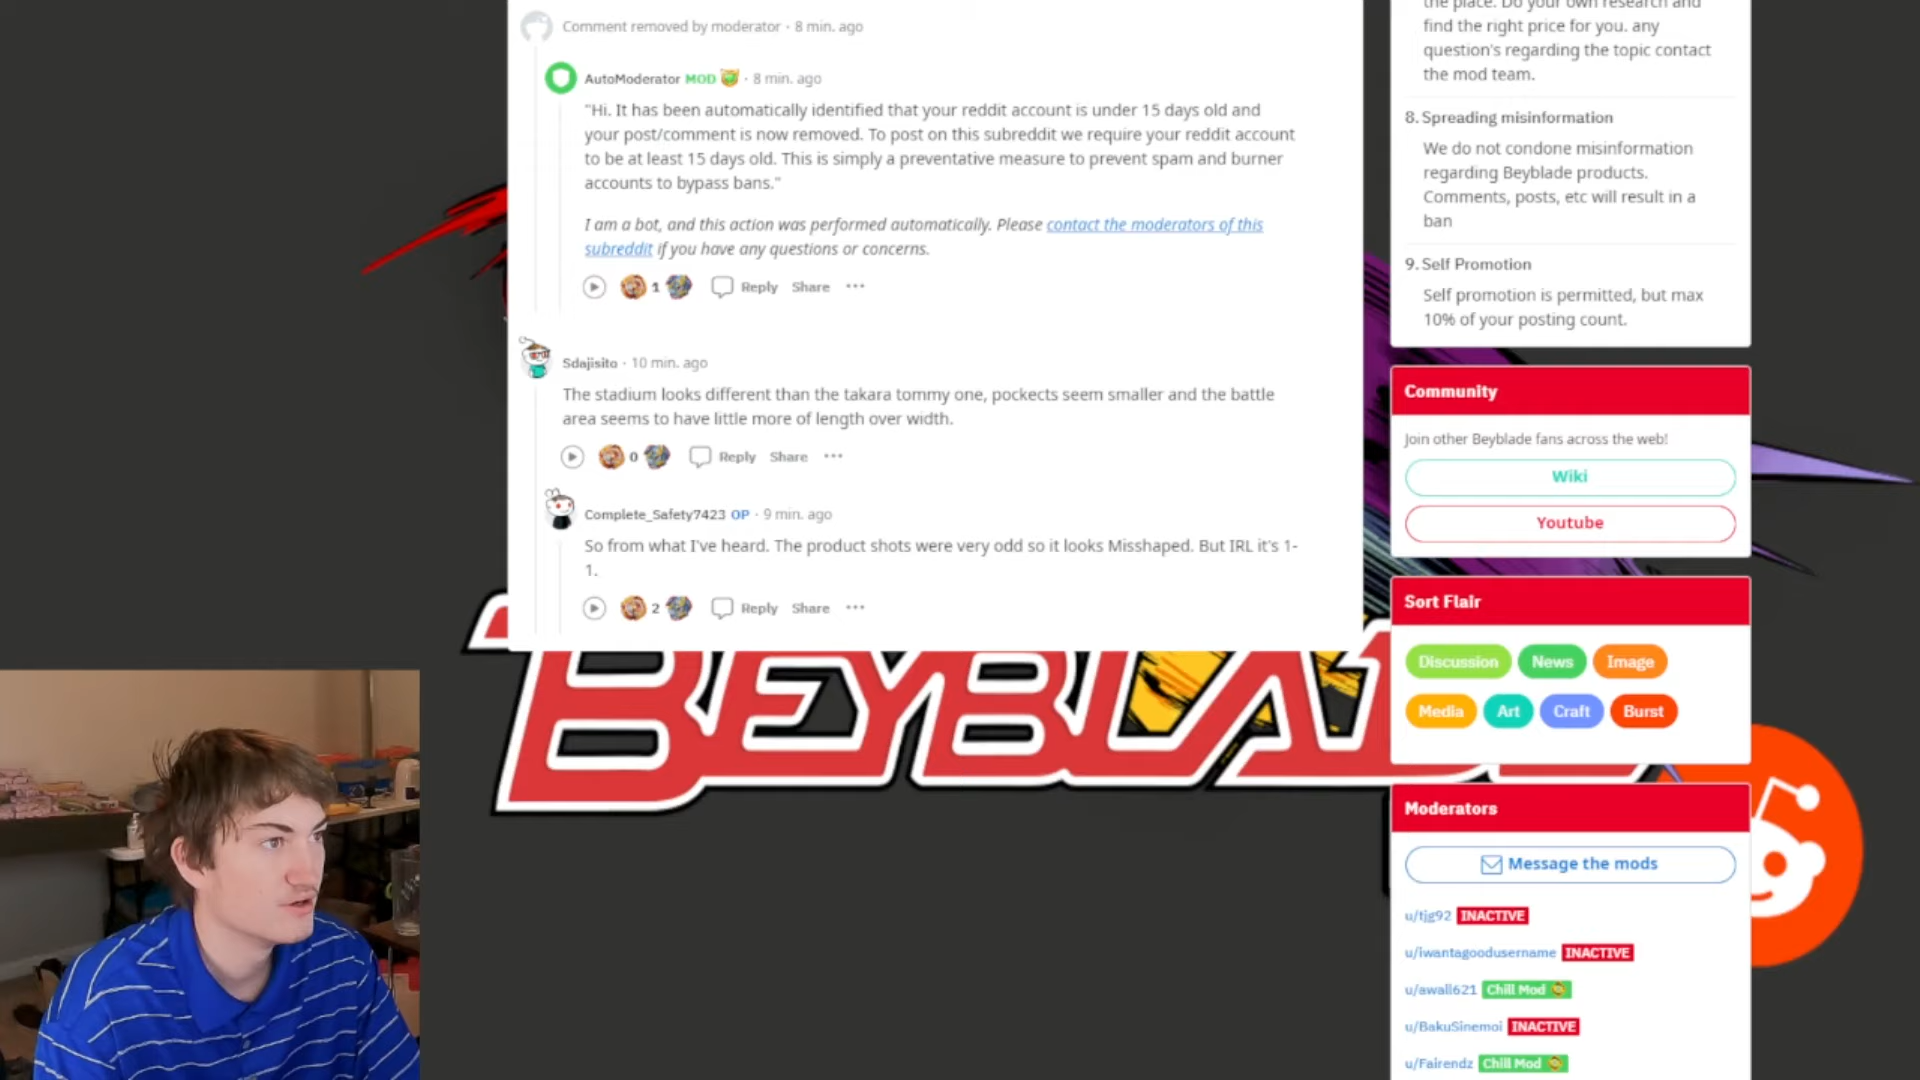 Comment removed by moderator · 8 min. ago
AutoModerator MOD · 8 min. ago
"Hi. It has been automatically identified that your reddit account is under 15 days old and
your post/comment is now removed. To post on this subreddit we require your reddit account
to be at least 15 days old. This is simply a preventative measure to prevent spam and burner
accounts to bypass bans."
I am a bot, and this action was performed automatically. Please contact the moderators of this
subreddit if you have any questions or concerns.
1 Reply Share ···
Sdajisito · 10 min. ago
The stadium looks different than the takara tommy one, pockects seem smaller and the battle
area seems to have little more of length over width.
0 Reply Share ···
Complete_Safety7423 OP · 9 min. ago
So from what I've heard. The product shots were very odd so it looks Misshaped. But IRL it's 1-
1.
2 Reply Share ···
the place. Do your own research and
find the right price for you. any
question's regarding the topic contact
the mod team.
8. Spreading misinformation
We do not condone misinformation
regarding Beyblade products.
Comments, posts, etc will result in a
ban
9. Self Promotion
Self promotion is permitted, but max
10% of your posting count.
Community
Join other Beyblade fans across the web!
Wiki
Youtube
Sort Flair
Discussion News Image
Media Art Craft Burst
Moderators
Message the mods
u/tjg92 INACTIVE
u/iwantagoodusername INACTIVE
u/awall621 Chill Mod
u/BakuSinemoi INACTIVE
u/Fairendz Chill Mod